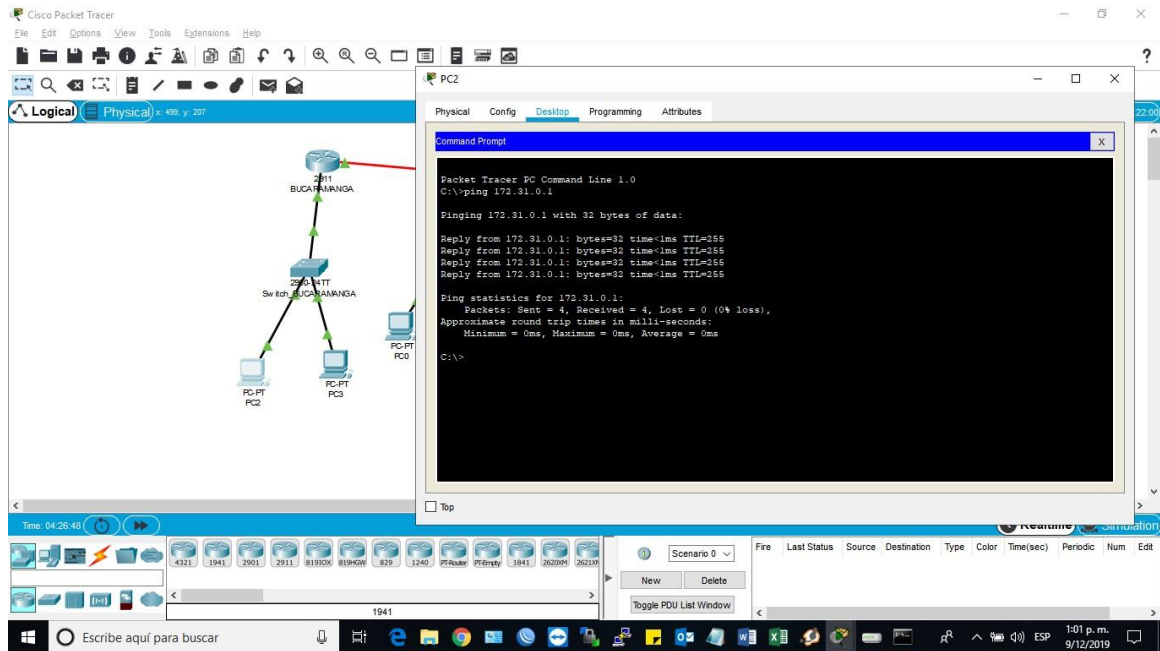 Cisco Packet Tracer
File Edit Options View Tools Extensions Help
?
Logical Physical x: 499, y: 207
22:00
2911
BUCARAMANGA
Switch_BUCARAMANGA
PC-PT
PC0
PC-PT
PC2
PC-PT
PC3
PC2
Physical Config Desktop Programming Attributes
Command Prompt
X
Packet Tracer PC Command Line 1.0
C:\>ping 172.31.0.1
Pinging 172.31.0.1 with 32 bytes of data:
Reply from 172.31.0.1: bytes=32 time<1ms TTL=255
Reply from 172.31.0.1: bytes=32 time<1ms TTL=255
Reply from 172.31.0.1: bytes=32 time<1ms TTL=255
Reply from 172.31.0.1: bytes=32 time<1ms TTL=255
Ping statistics for 172.31.0.1:
Packets: Sent = 4, Received = 4, Lost = 0 (0% loss),
Approximate round trip times in milli-seconds:
Minimum = 0ms, Maximum = 0ms, Average = 0ms
C:\>
Top
Time: 04:26:48
Realtime Simulation
4321 1941 2901 2911 819IOX 819HGW 829 1240 PT-Router PT-Empty 1841 2620XM 2621XM
1941
Scenario 0
New Delete
Toggle PDU List Window
Fire Last Status Source Destination Type Color Time(sec) Periodic Num Edit
Escribe aquí para buscar
ESP
1:01 p. m.
9/12/2019